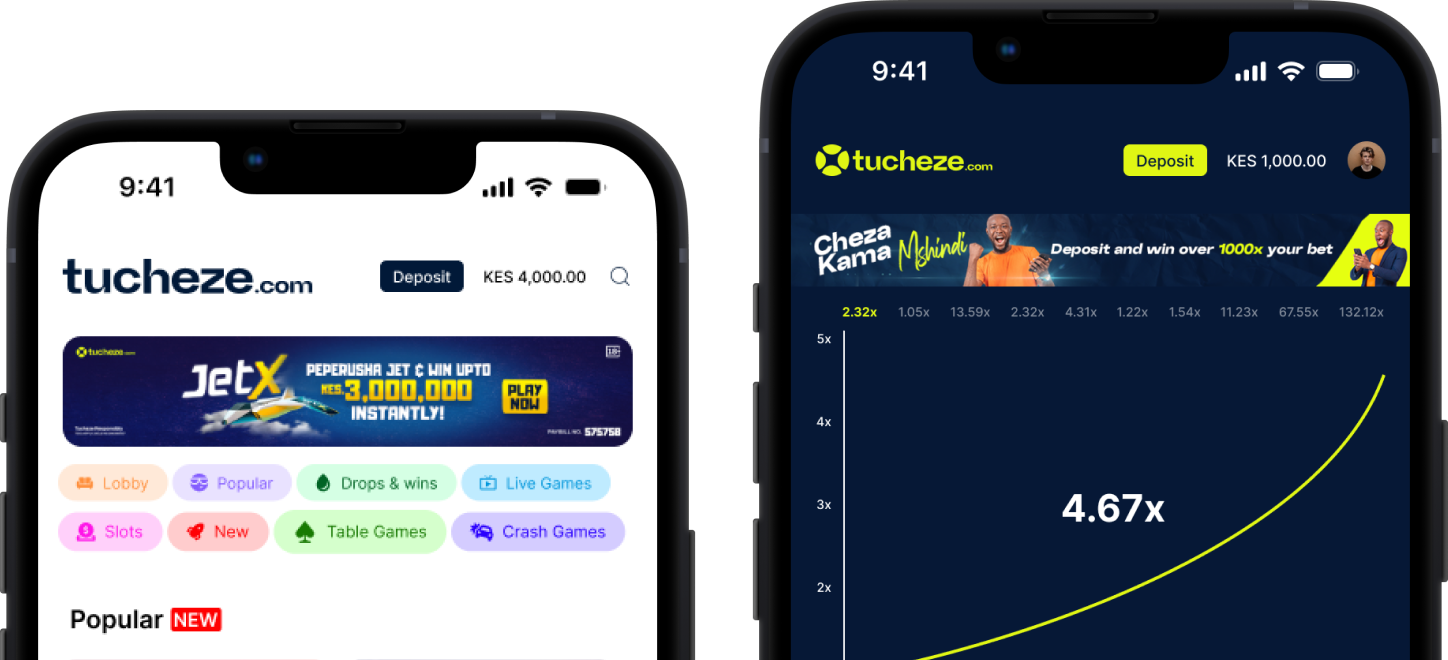 9:41
tucheze.com
Deposit
KES 4,000.00
tucheze.com
18+
JetX
PEPERUSHA JET & WIN UPTO
KES.3,000,000
INSTANTLY!
PLAY
NOW
Tucheze Responsibly
PAYBILL NO. 575758
Lobby
Popular
Drops & wins
Live Games
Slots
New
Table Games
Crash Games
Popular NEW
9:41
tucheze.com
Deposit
KES 1,000.00
Cheza
Kama
Mshindi
Deposit and win over 1000x your bet
2.32x 1.05x 13.59x 2.32x 4.31x 1.22x 1.54x 11.23x 67.55x 132.12x
5x
4x
3x
4.67x
2x